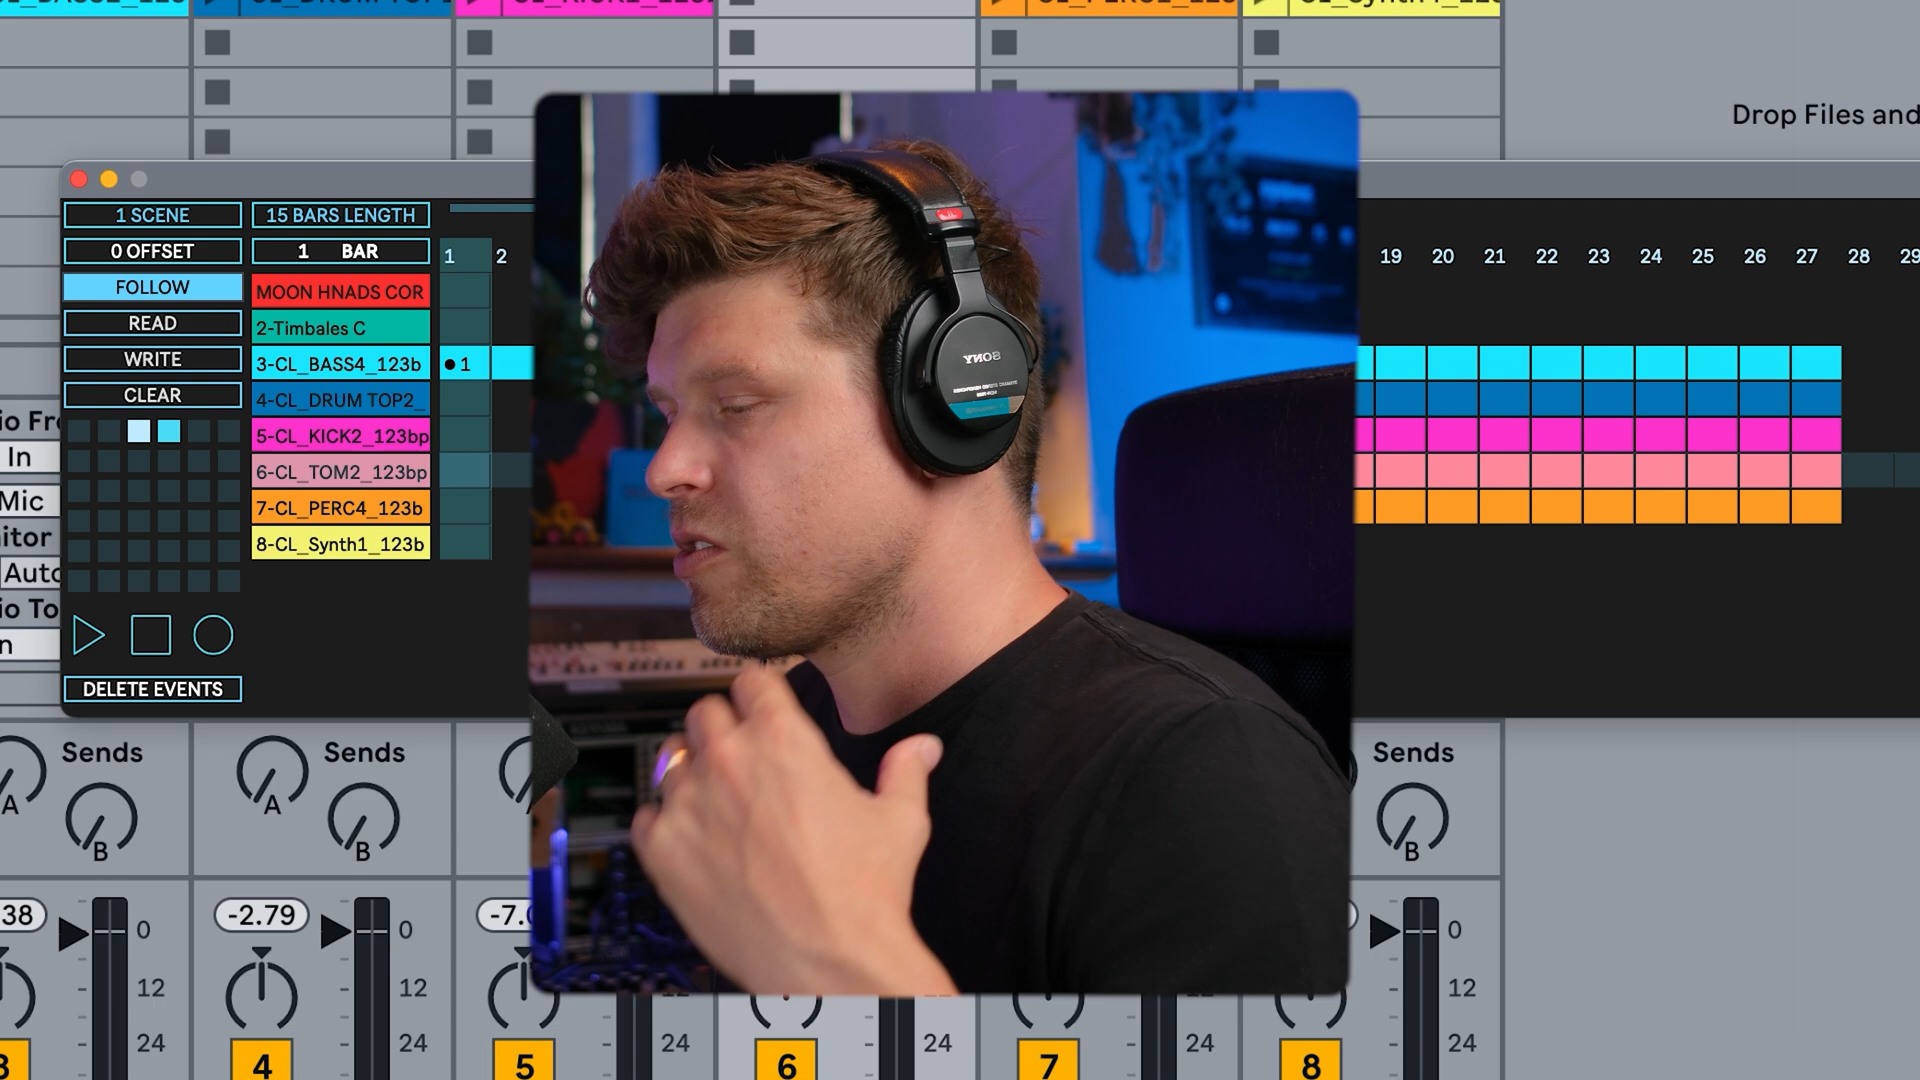 Drop Files and
1 SCENE
15 BARS LENGTH
0 OFFSET
1 BAR
1 2
19 20 21 22 23 24 25 26 27 28 29
FOLLOW
MOON HNADS COR
READ
2-Timbales C
WRITE
3-CL_BASS4_123b
1
CLEAR
4-CL_DRUM TOP2_
5-CL_KICK2_123bp
6-CL_TOM2_123bp
7-CL_PERC4_123b
8-CL_Synth1_123b
DELETE EVENTS
In
Mic
Auto
SONY
Sends
Sends
Sends
A
B
A
B
B
38
-2.79
0
0
0
12
12
12
24
24
24
24
24
24
4
5
6
7
8